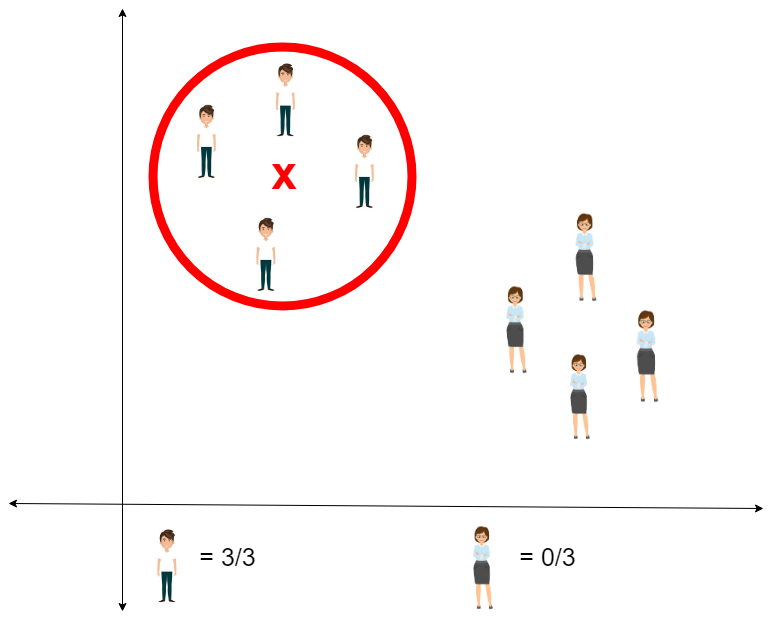 x
= 3/3
= 0/3